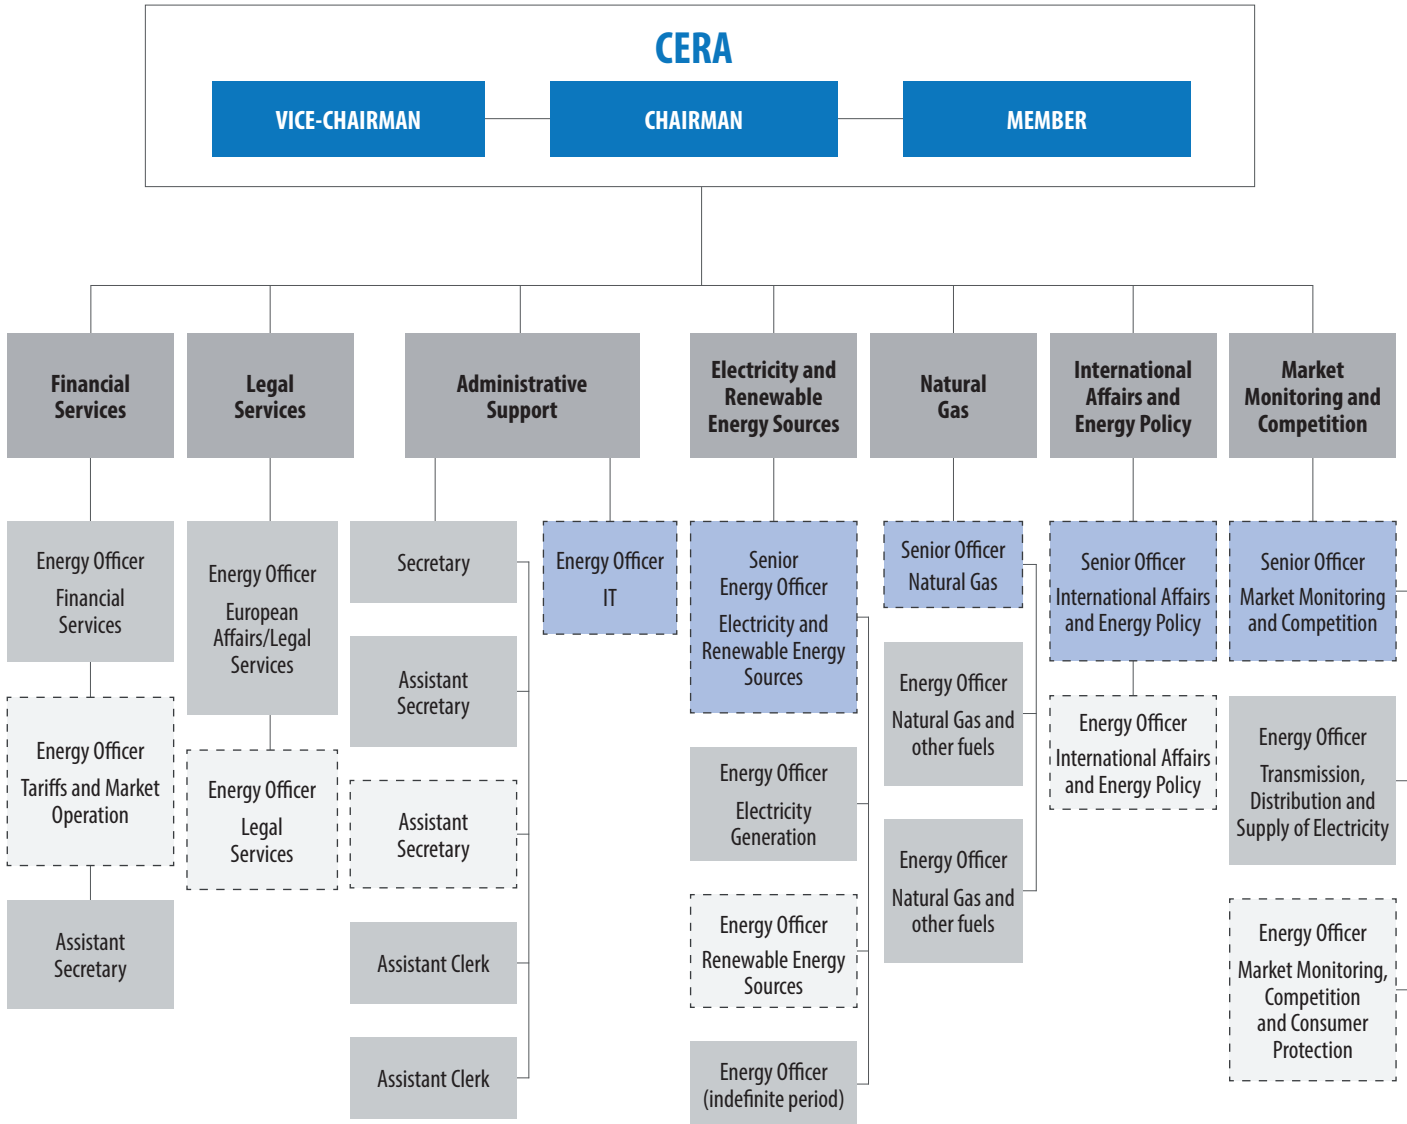 CERA
VICE-CHAIRMAN
CHAIRMAN
MEMBER
Financial
Services
Legal
Services
Administrative
Support
Electricity and
Renewable
Energy Sources
Natural
Gas
International
Affairs and
Energy Policy
Market
Monitoring and
Competition
Energy Officer
Financial
Services
Energy Officer
Tariffs and Market
Operation
Assistant
Secretary
Energy Officer
European
Affairs/Legal
Services
Energy Officer
Legal
Services
Secretary
Assistant
Secretary
Assistant
Secretary
Assistant Clerk
Assistant Clerk
Energy Officer
IT
Senior
Energy Officer
Electricity and
Renewable Energy
Sources
Energy Officer
Electricity
Generation
Energy Officer
Renewable Energy
Sources
Energy Officer
(indefinite period)
Senior Officer
Natural Gas
Energy Officer
Natural Gas and
other fuels
Energy Officer
Natural Gas and
other fuels
Senior Officer
International Affairs
and Energy Policy
Energy Officer
International Affairs
and Energy Policy
Senior Officer
Market Monitoring
and Competition
Energy Officer
Transmission,
Distribution and
Supply of Electricity
Energy Officer
Market Monitoring,
Competition
and Consumer
Protection